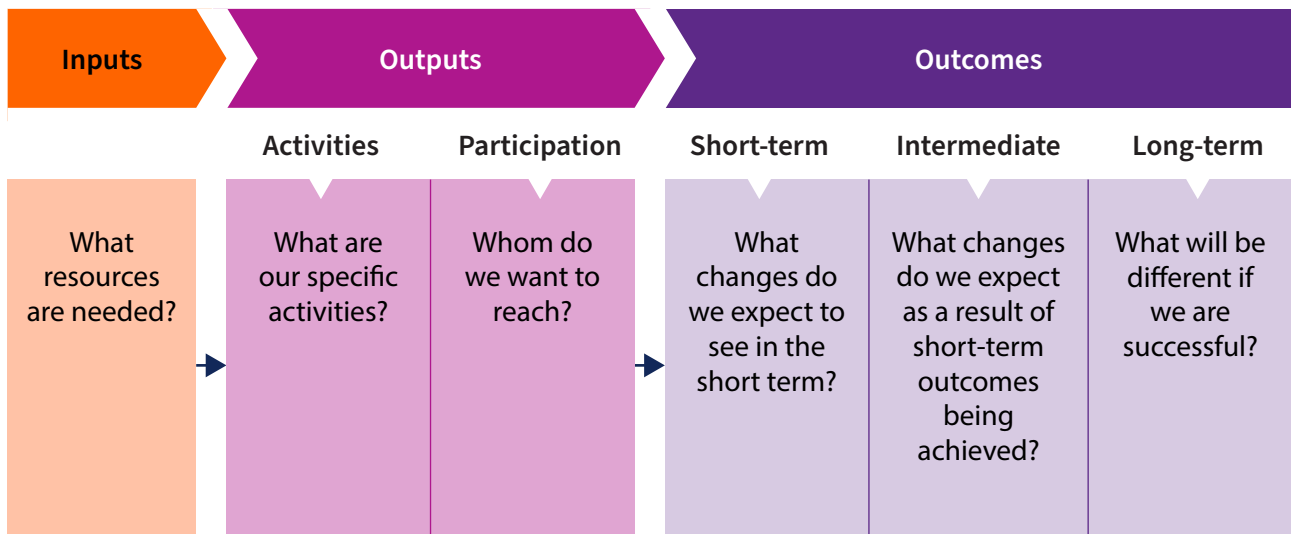 Inputs
Outputs
Outcomes
Activities
Participation
Short-term
Intermediate
Long-term
What
resources
are needed?
What are
our specific
activities?
Whom do
we want to
reach?
What
changes do
we expect to
see in the
short term?
What changes
do we expect
as a result of
short-term
outcomes
being
achieved?
What will be
different if
we are
successful?